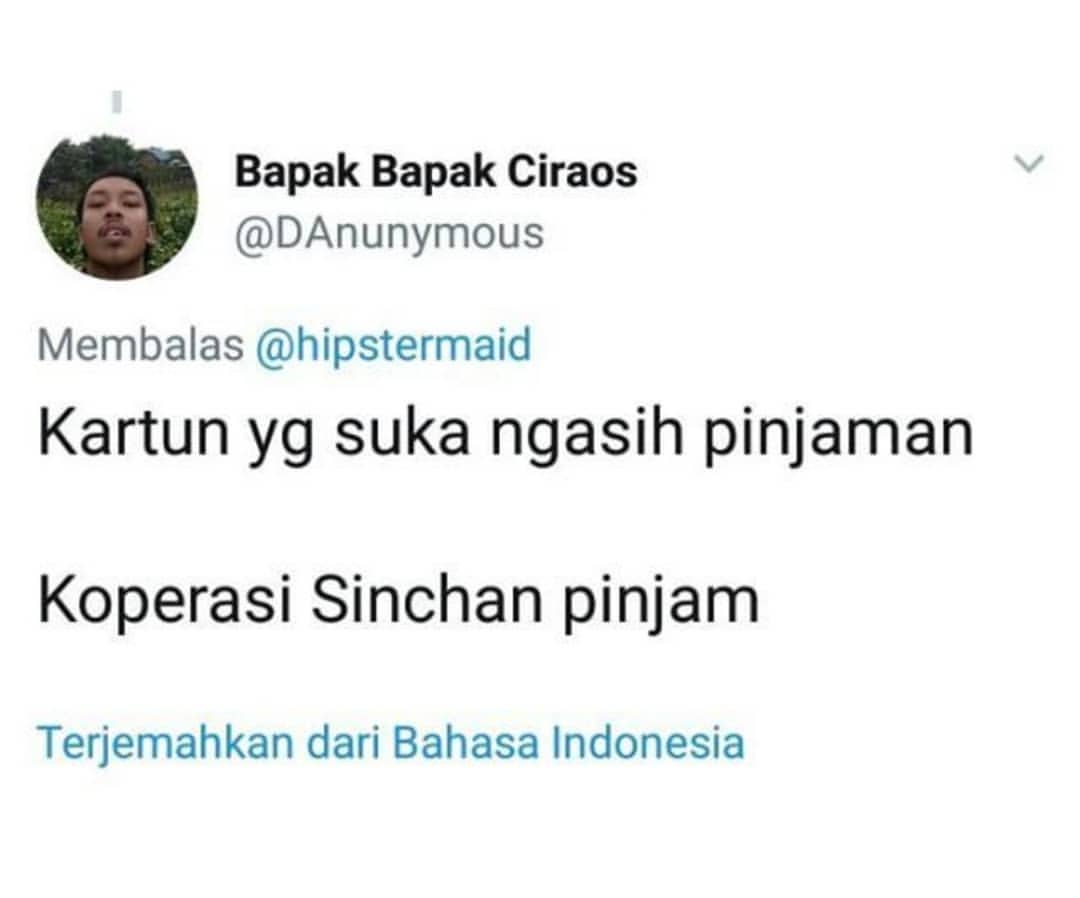 Bapak Bapak Ciraos
@DAnunymous
Membalas @hipstermaid
Kartun yg suka ngasih pinjaman
Koperasi Sinchan pinjam
Terjemahkan dari Bahasa Indonesia